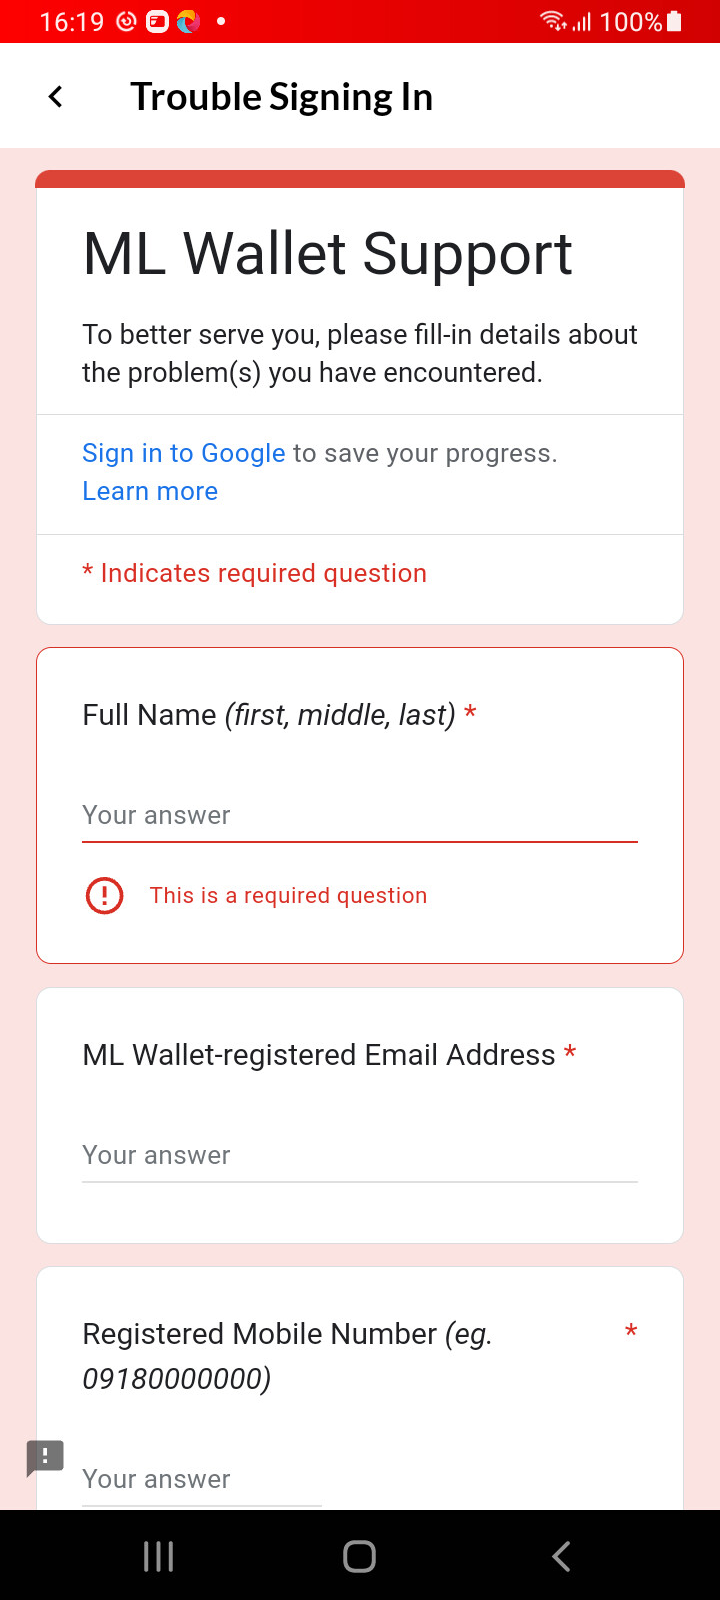 16:19
100%
Trouble Signing In
ML Wallet Support
To better serve you, please fill-in details about
the problem(s) you have encountered.
Sign in to Google to save your progress.
Learn more
* Indicates required question
Full Name (first, middle, last) *
Your answer
This is a required question
ML Wallet-registered Email Address *
Your answer
Registered Mobile Number (eg. *
09180000000)
Your answer